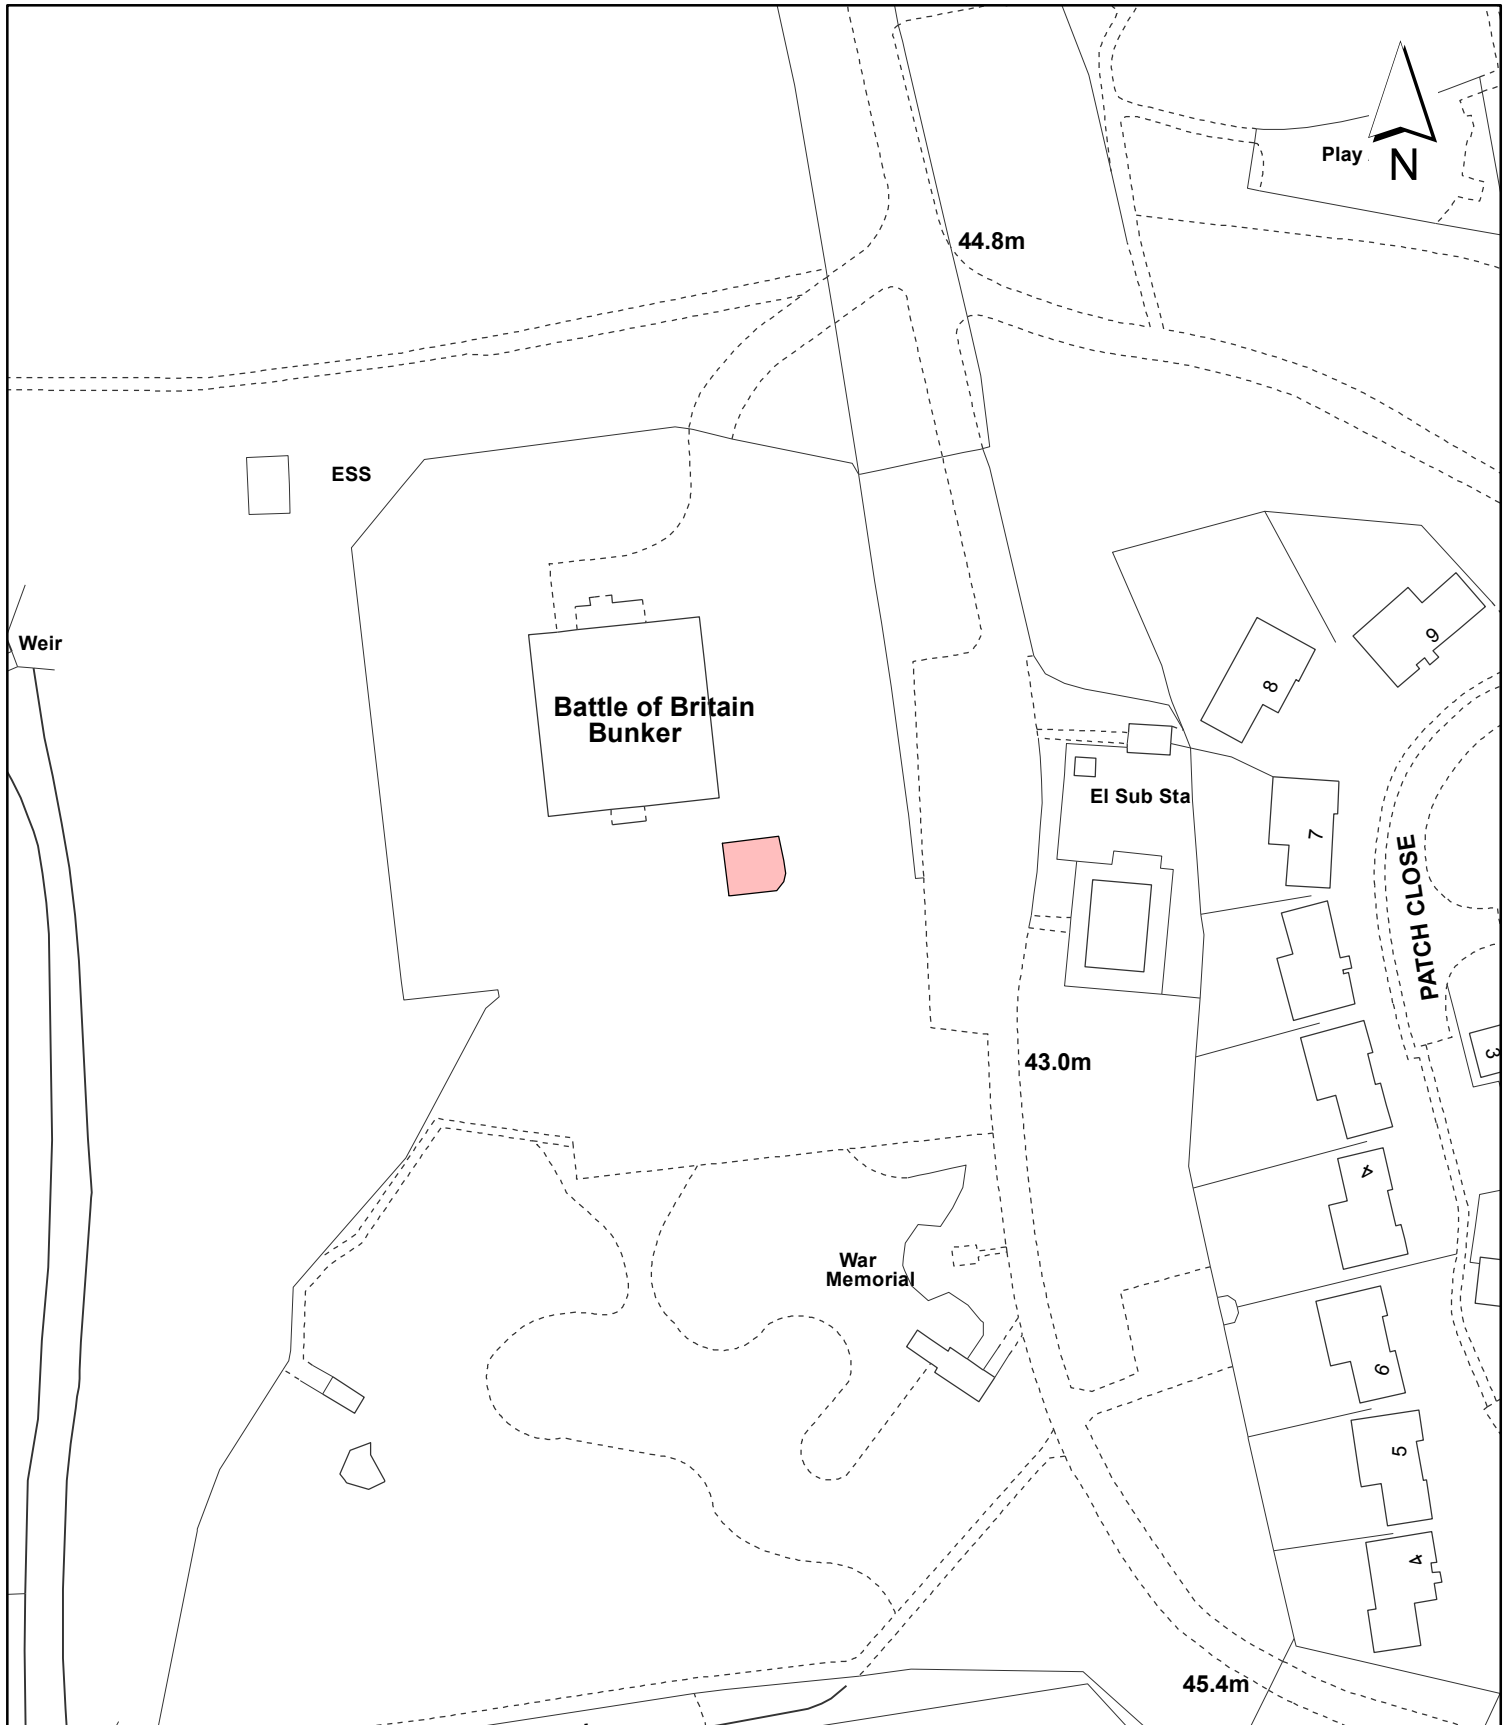 Play
N
44.8m
ESS
Weir
Battle of Britain
Bunker
9
8
El Sub Sta
7
PATCH CLOSE
43.0m
3
4
War
Memorial
6
5
4
45.4m